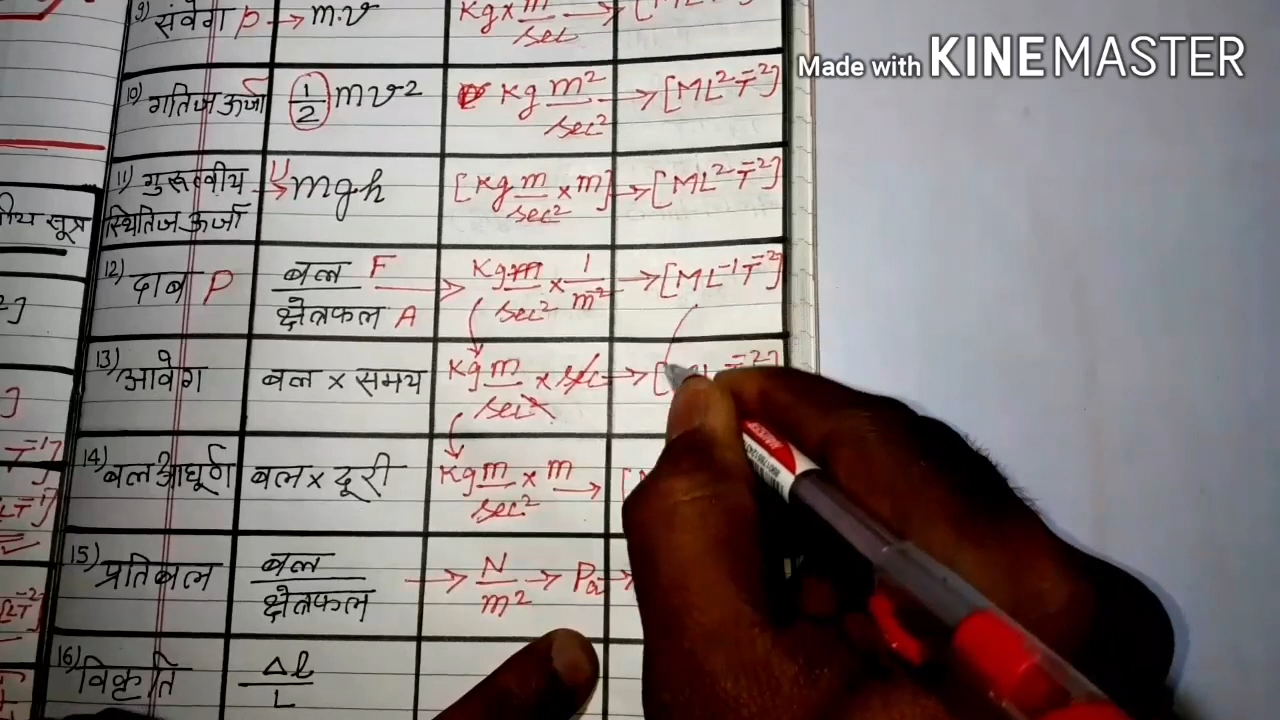 Made with KINEMASTER
9) संवेग P → m.v Kg × m/sec →
10) गतिज ऊर्जा 1/2 mv2 Kg m2/sec2 → [ML2T-2]
11) गुरूत्वीय स्थितिज ऊर्जा U → mgh [Kg m/sec2 × m] → [ML2T-2]
12) दाब P बल F/क्षेत्रफल A → Kg m/sec2 × 1/m2 → [ML-1T-2]
13) आवेग बल × समय Kg m/sec2 × sec →
14) बल आघूर्ण बल × दूरी Kg m/sec2 × m →
15) प्रतिबल बल/क्षेत्रफल → N/m2 → Pa →
16) विकृति Δl/L